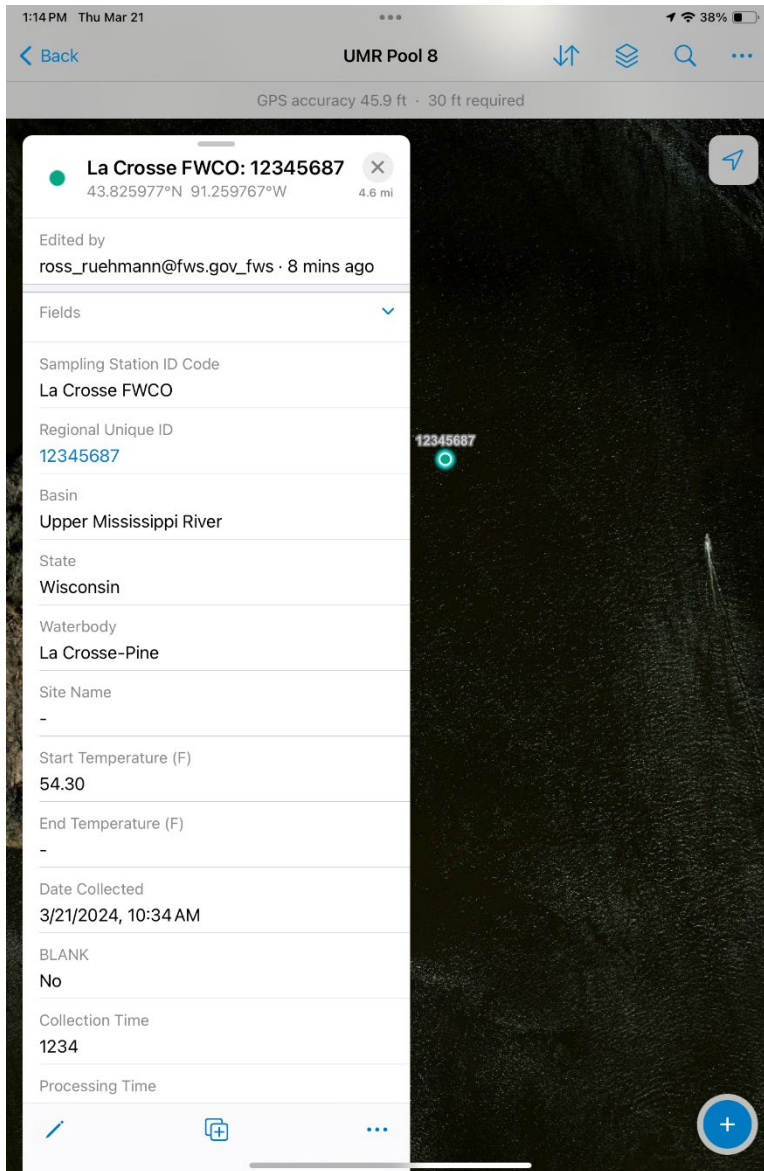 1:14 PM Thu Mar 21
38%
Back
UMR Pool 8
GPS accuracy 45.9 ft · 30 ft required
La Crosse FWCO: 12345687
43.825977°N 91.259767°W
4.6 mi
Edited by
ross_ruehmann@fws.gov_fws · 8 mins ago
Fields
Sampling Station ID Code
La Crosse FWCO
Regional Unique ID
12345687
12345687
Basin
Upper Mississippi River
State
Wisconsin
Waterbody
La Crosse-Pine
Site Name
-
Start Temperature (F)
54.30
End Temperature (F)
-
Date Collected
3/21/2024, 10:34 AM
BLANK
No
Collection Time
1234
Processing Time